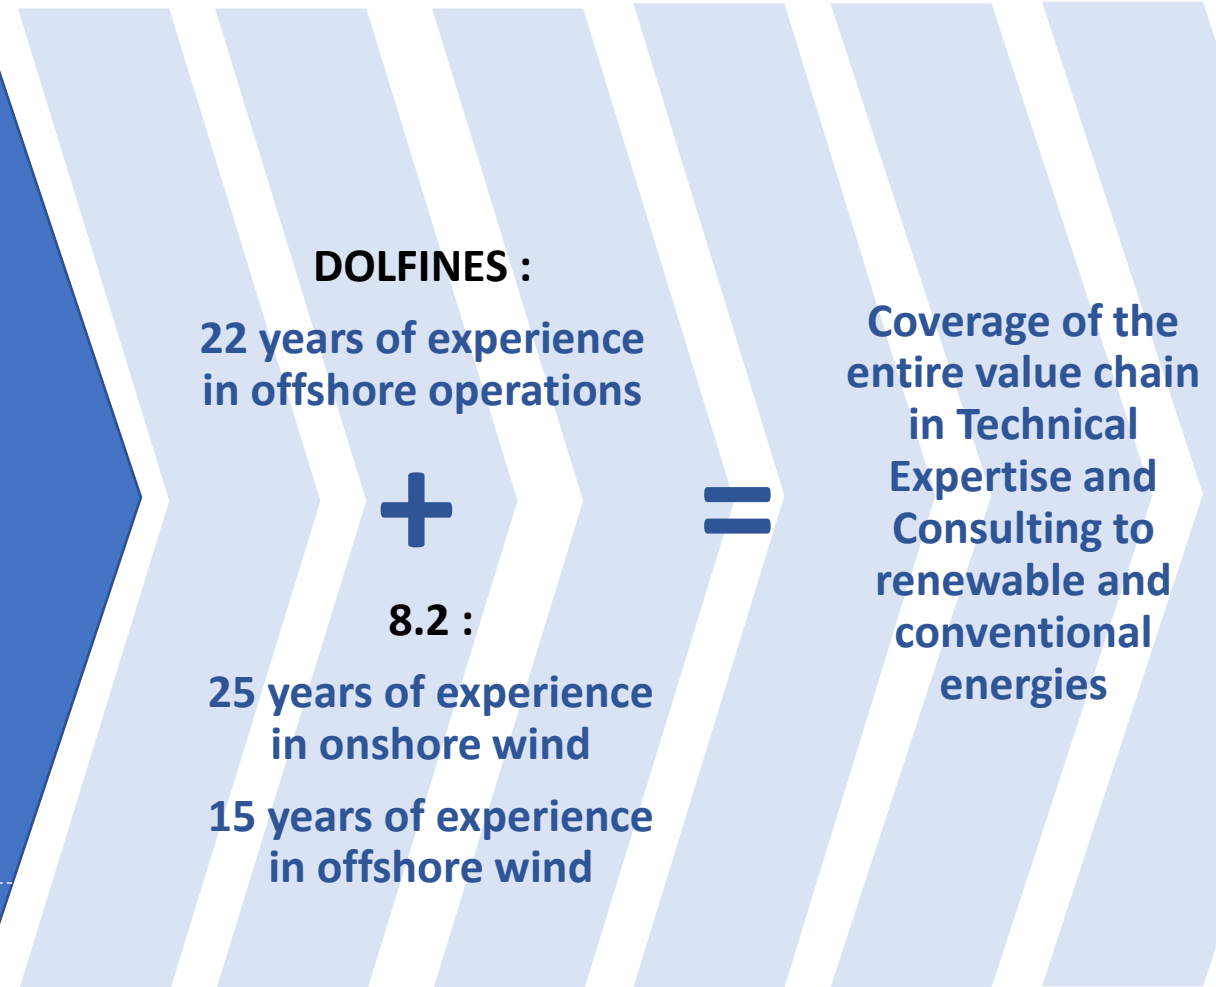 DOLFINES :
22 years of experience
in offshore operations
+
8.2 :
25 years of experience
in onshore wind
15 years of experience
in offshore wind
=
Coverage of the
entire value chain
in Technical
Expertise and
Consulting to
renewable and
conventional
energies